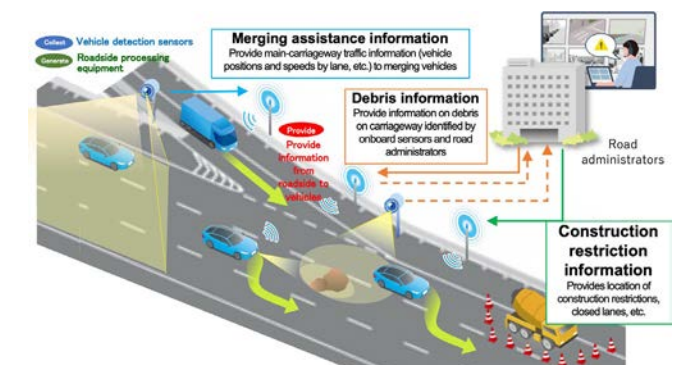 Collect
Vehicle detection sensors
Generate
Roadside processing
equipment
Merging assistance information
Provide main-carriageway traffic information (vehicle
positions and speeds by lane, etc.) to merging vehicles
Debris information
Provide information on debris
on carriageway identified by
onboard sensors and road
administrators
Provide
Provide
information
from
roadside to
vehicles
Road
administrators
Construction
restriction
information
Provides location of
construction restrictions,
closed lanes, etc.